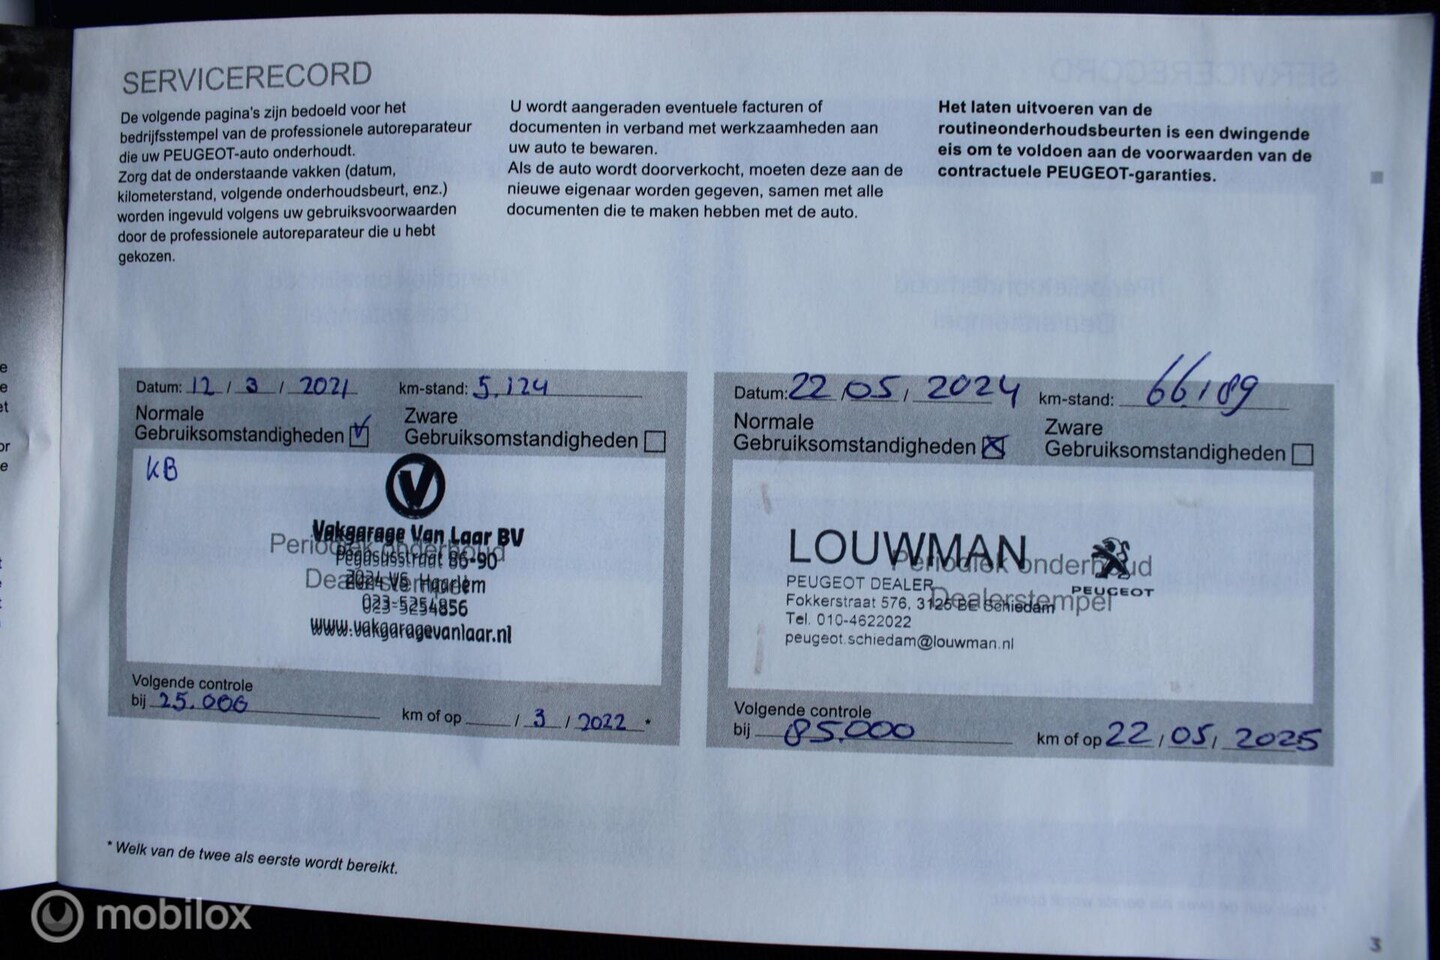 SERVICERECORD
De volgende pagina's zijn bedoeld voor het
bedrijfsstempel van de professionele autoreparateur
die uw PEUGEOT-auto onderhoudt.
Zorg dat de onderstaande vakken (datum,
kilometerstand, volgende onderhoudsbeurt, enz.)
worden ingevuld volgens uw gebruiksvoorwaarden
door de professionele autoreparateur die u hebt
gekozen.
U wordt aangeraden eventuele facturen of
documenten in verband met werkzaamheden aan
uw auto te bewaren.
Als de auto wordt doorverkocht, moeten deze aan de
nieuwe eigenaar worden gegeven, samen met alle
documenten die te maken hebben met de auto.
Het laten uitvoeren van de
routineonderhoudsbeurten is een dwingende
eis om te voldoen aan de voorwaarden van de
contractuele PEUGEOT-garanties.
Datum: 12 / 3 / 2021 km-stand: 5.124
Normale
Gebruiksomstandigheden
Zware
Gebruiksomstandigheden
KB
Vakgarage Van Laar BV
Periodiek onderhoud
Pegasusstraat 86-90
Dealerstempel
2024 VS Haarlem
023-5254856
www.vakgaragevanlaar.nl
Volgende controle
bij 25.000 km of op / 3 / 2022 *
Datum: 22 / 05 / 2024 km-stand: 66.189
Normale
Gebruiksomstandigheden
Zware
Gebruiksomstandigheden
LOUWMAN
Periodiek onderhoud
PEUGEOT DEALER
PEUGEOT
Dealerstempel
Fokkerstraat 576, 3125 BE Schiedam
Tel. 010-4622022
peugeot.schiedam@louwman.nl
Volgende controle
bij 85.000 km of op 22 / 05 / 2025
* Welk van de twee als eerste wordt bereikt.
3
mobilox